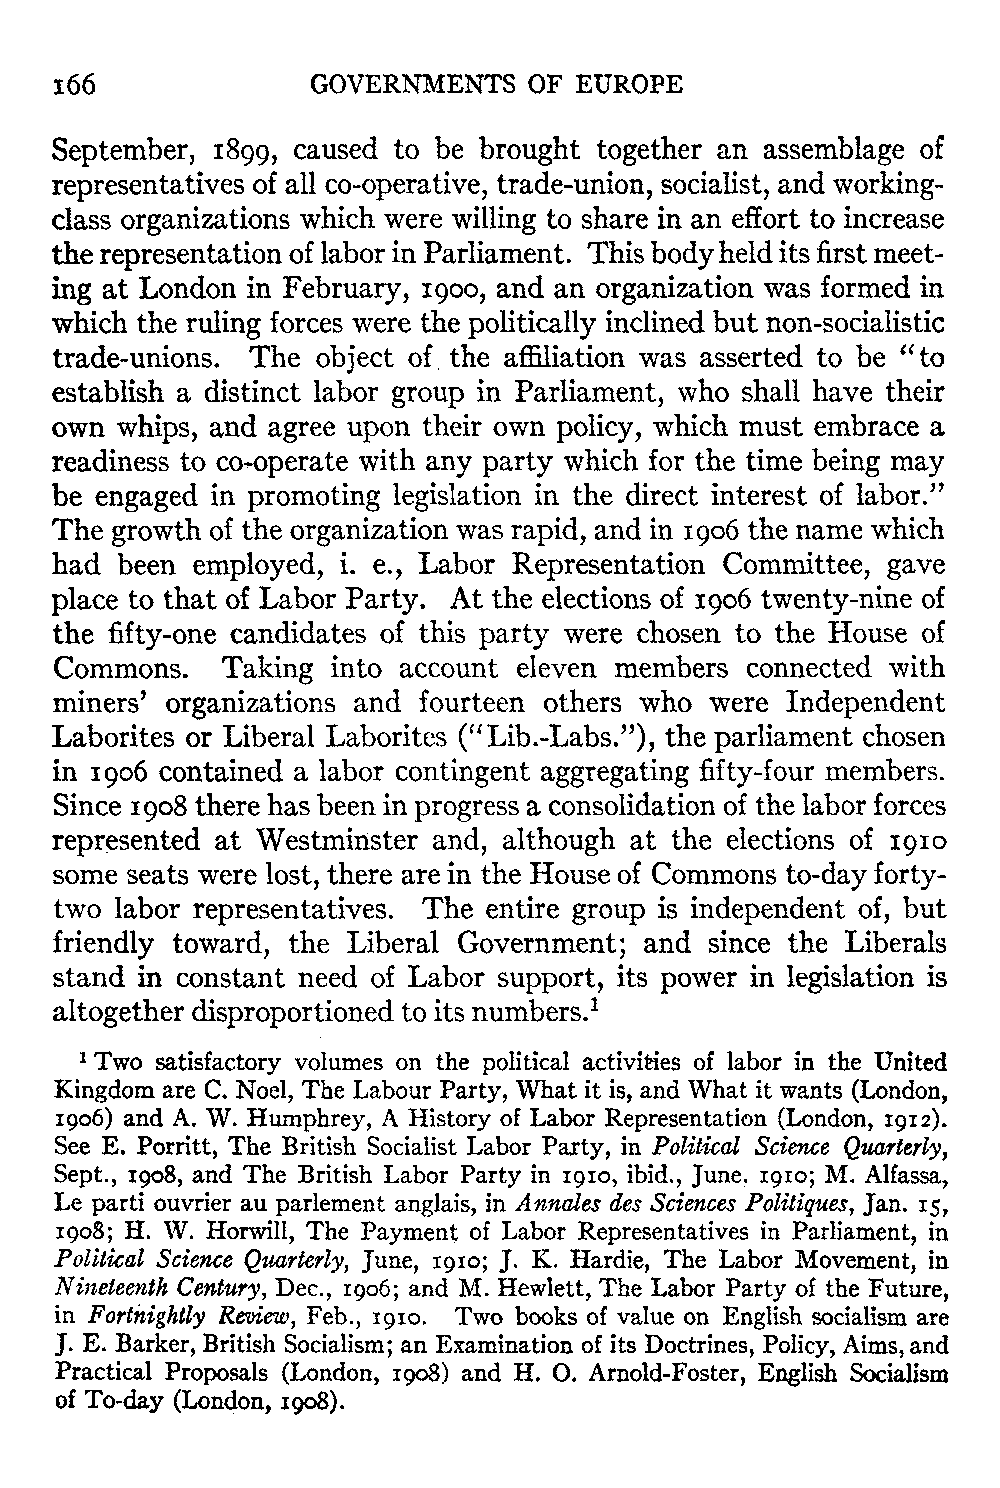 166 GOVERNMENTS OF EUROPE
September, 1899, caused to be brought together an assemblage of
representatives of all co-operative, trade-union, socialist, and working-
class organizations which were willing to share in an effort to increase
the representation of labor in Parliament. This body held its first meet-
ing at London in February, 1900, and an organization was formed in
which the ruling forces were the politically inclined but non-socialistic
trade-unions. The object of the affiliation was asserted to be "to
establish a distinct labor group in Parliament, who shall have their
own whips, and agree upon their own policy, which must embrace a
readiness to co-operate with any party which for the time being may
be engaged in promoting legislation in the direct interest of labor."
The growth of the organization was rapid, and in 1906 the name which
had been employed, i. e., Labor Representation Committee, gave
place to that of Labor Party. At the elections of 1906 twenty-nine of
the fifty-one candidates of this party were chosen to the House of
Commons. Taking into account eleven members connected with
miners' organizations and fourteen others who were Independent
Laborites or Liberal Laborites ("Lib.-Labs."), the parliament chosen
in 1906 contained a labor contingent aggregating fifty-four members.
Since 1908 there has been in progress a consolidation of the labor forces
represented at Westminster and, although at the elections of 1910
some seats were lost, there are in the House of Commons to-day forty-
two labor representatives. The entire group is independent of, but
friendly toward, the Liberal Government; and since the Liberals
stand in constant need of Labor support, its power in legislation is
altogether disproportioned to its numbers.¹
¹ Two satisfactory volumes on the political activities of labor in the United
Kingdom are C. Noel, The Labour Party, What it is, and What it wants (London,
1906) and A. W. Humphrey, A History of Labor Representation (London, 1912).
See E. Porritt, The British Socialist Labor Party, in Political Science Quarterly,
Sept., 1908, and The British Labor Party in 1910, ibid., June, 1910; M. Alfassa,
Le parti ouvrier au parlement anglais, in Annales des Sciences Politiques, Jan. 15,
1908; H. W. Horwill, The Payment of Labor Representatives in Parliament, in
Political Science Quarterly, June, 1910; J. K. Hardie, The Labor Movement, in
Nineteenth Century, Dec., 1906; and M. Hewlett, The Labor Party of the Future,
in Fortnightly Review, Feb., 1910. Two books of value on English socialism are
J. E. Barker, British Socialism; an Examination of its Doctrines, Policy, Aims, and
Practical Proposals (London, 1908) and H. O. Arnold-Foster, English Socialism
of To-day (London, 1908).